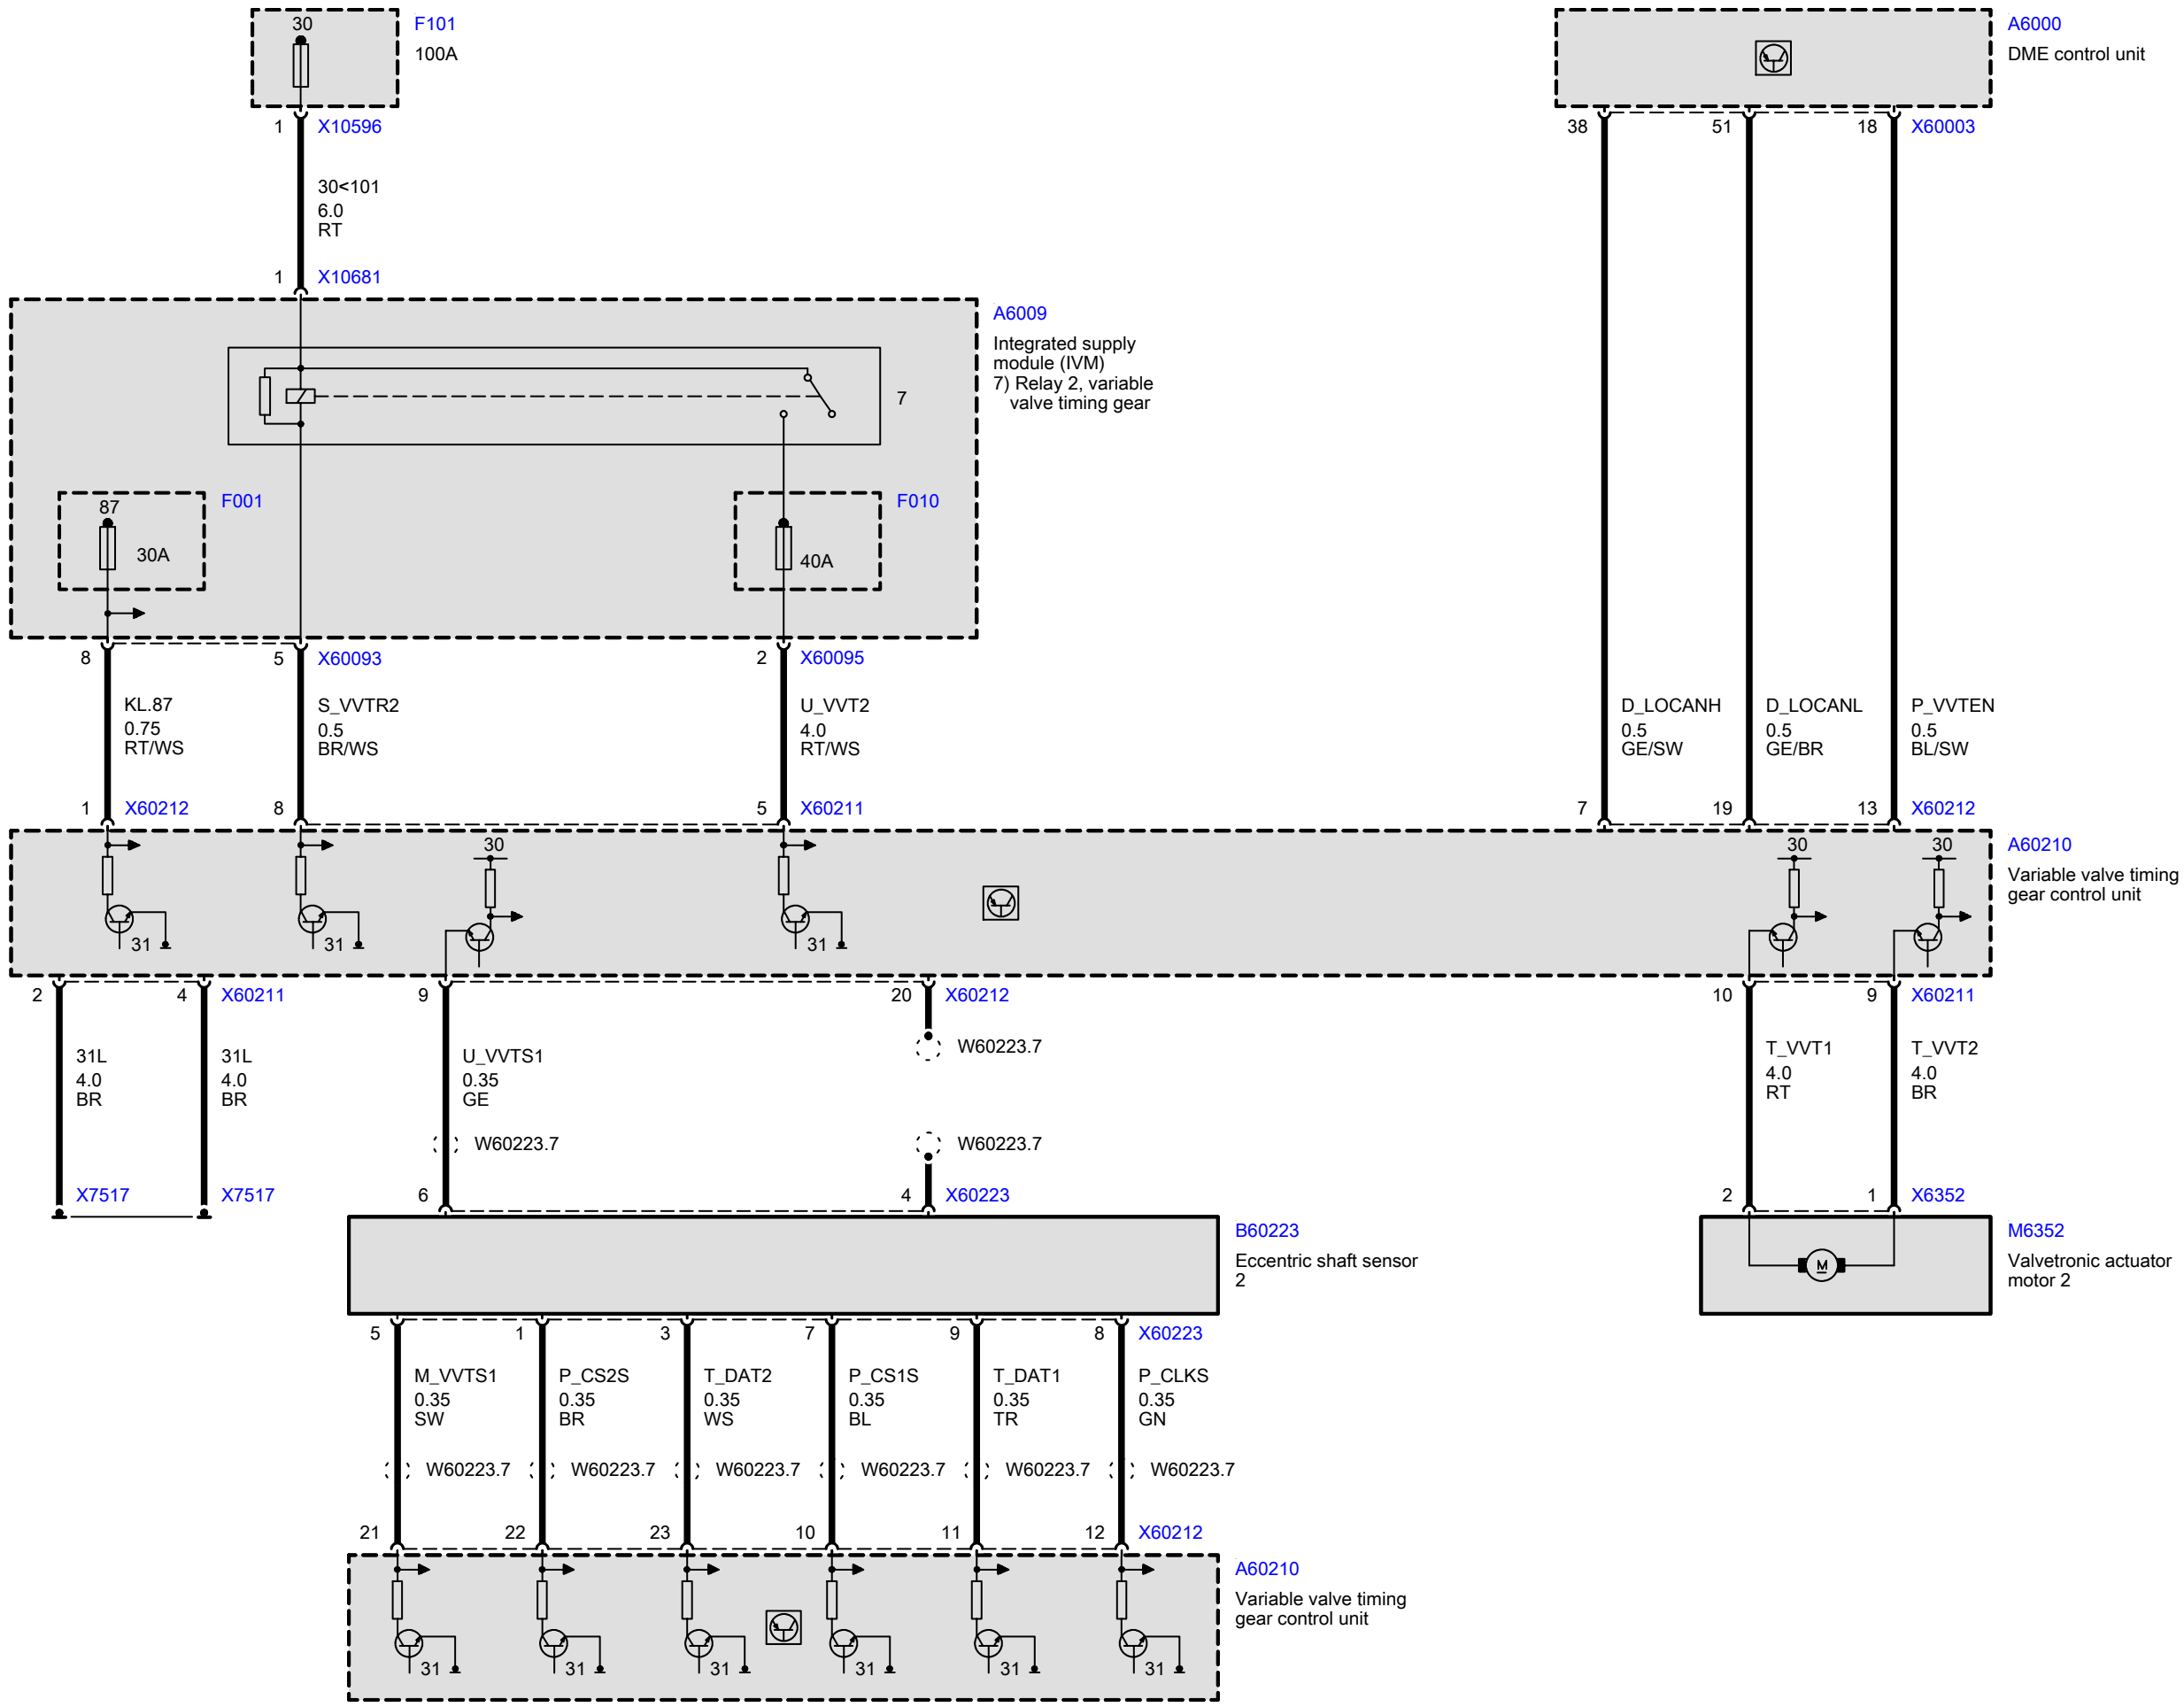 30
F101
100A
A6000
DME control unit
1 X10596
38 51 18 X60003
30<101
6.0
RT
1 X10681
A6009
Integrated supply
module (IVM)
7) Relay 2, variable
valve timing gear
7
87
F001
30A
F010
40A
8 5 X60093 2 X60095
KL.87
0.75
RT/WS
S_VVTR2
0.5
BR/WS
U_VVT2
4.0
RT/WS
D_LOCANH
0.5
GE/SW
D_LOCANL
0.5
GE/BR
P_VVTEN
0.5
BL/SW
1 X60212 8 5 X60211 7 19 13 X60212
A60210
Variable valve timing
gear control unit
30 30 30
31 31 31
2 4 X60211 9 20 X60212 10 9 X60211
31L
4.0
BR
31L
4.0
BR
U_VVTS1
0.35
GE
W60223.7
T_VVT1
4.0
RT
T_VVT2
4.0
BR
W60223.7 W60223.7
X7517 X7517 6 4 X60223 2 1 X6352
B60223
Eccentric shaft sensor
2
M6352
Valvetronic actuator
motor 2
M
5 1 3 7 9 8 X60223
M_VVTS1
0.35
SW
P_CS2S
0.35
BR
T_DAT2
0.35
WS
P_CS1S
0.35
BL
T_DAT1
0.35
TR
P_CLKS
0.35
GN
W60223.7 W60223.7 W60223.7 W60223.7 W60223.7 W60223.7
21 22 23 10 11 12 X60212
A60210
Variable valve timing
gear control unit
31 31 31 31 31 31